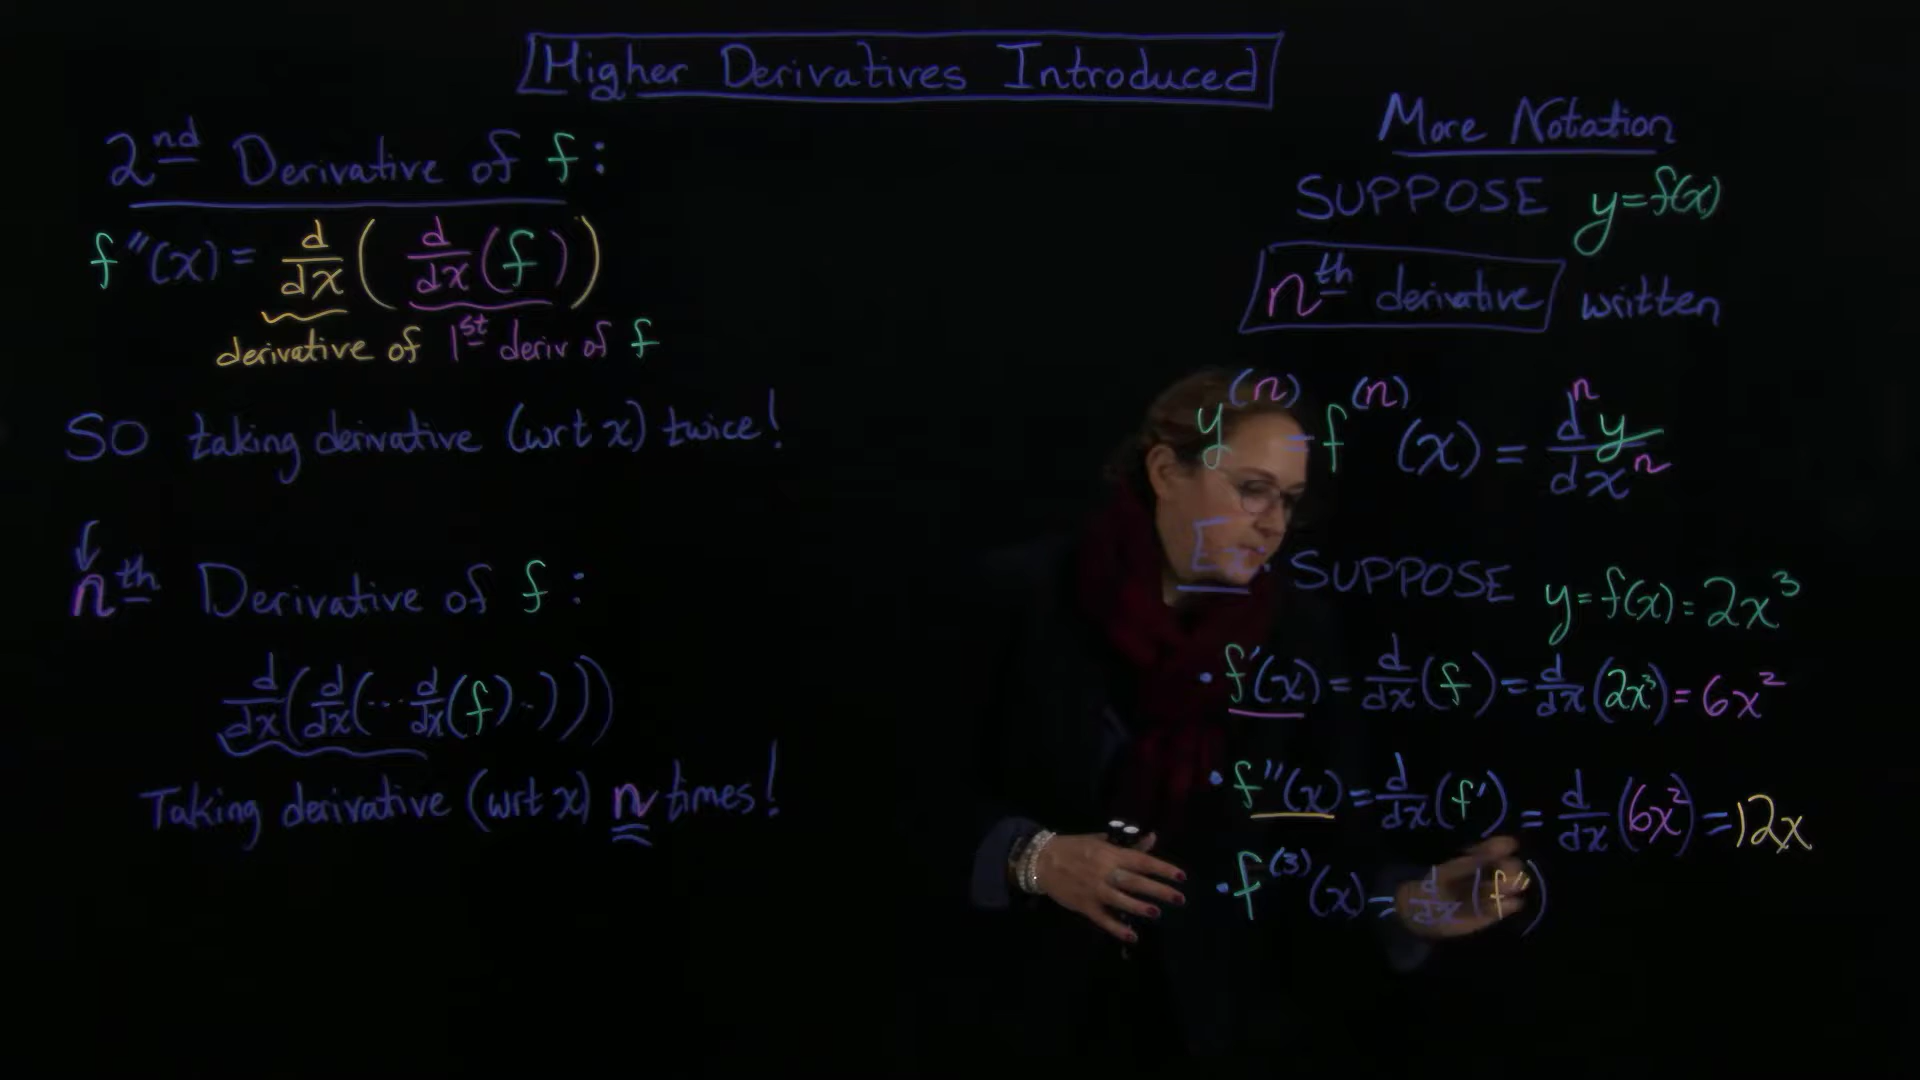 Higher Derivatives Introduced
2nd Derivative of f:
f''(x) = d/dx ( d/dx (f) )
derivative of 1st deriv of f
SO taking derivative (wrt x) twice!
nth Derivative of f:
d/dx ( d/dx ( ... d/dx (f) ..) ) )
Taking derivative (wrt x) n times!
More Notation
SUPPOSE y=f(x)
nth derivative written
y^(n) = f^(n) (x) = d^n y / dx^n
Ex: SUPPOSE y=f(x)=2x³
• f'(x) = d/dx (f) = d/dx (2x³) = 6x²
• f''(x) = d/dx (f') = d/dx (6x²) = 12x
• f^(3) (x) = d/dx (f'')